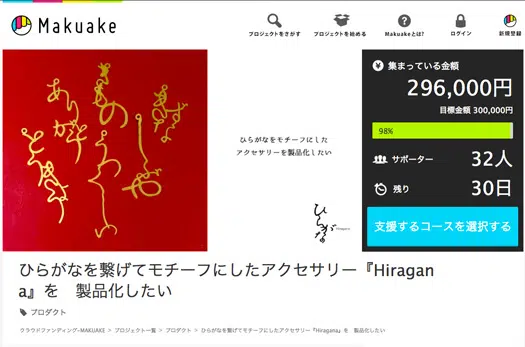 Makuake
プロジェクトをさがす
プロジェクトを始める
Makuakeとは?
ログイン
新規登録
ひらがなをモチーフにした
アクセサリーを製品化したい
ひらがな
Hiragana
集まっている金額
296,000円
目標金額 300,000円
98%
サポーター 32人
残り 30日
支援するコースを選択する
ひらがなを繋げてモチーフにしたアクセサリー『Hiragan
a』を 製品化したい
プロダクト
クラウドファンディング-MAKUAKE > プロジェクト一覧 > プロダクト > ひらがなを繋げてモチーフにしたアクセサリー『Hiragana』を 製品化したい